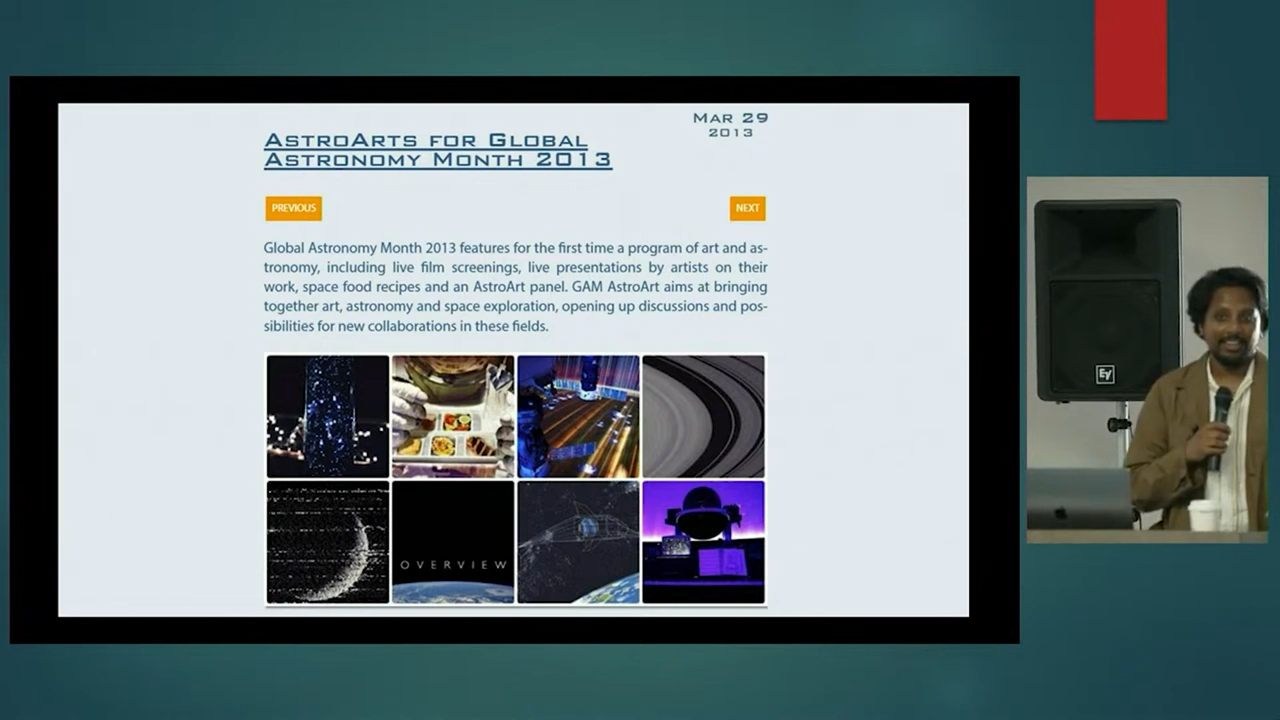 MAR 29
2013
ASTROARTS FOR GLOBAL
ASTRONOMY MONTH 2013
PREVIOUS
NEXT
Global Astronomy Month 2013 features for the first time a program of art and as-
tronomy, including live film screenings, live presentations by artists on their
work, space food recipes and an AstroArt panel. GAM AstroArt aims at bringing
together art, astronomy and space exploration, opening up discussions and pos-
sibilities for new collaborations in these fields.
OVERVIEW
EV